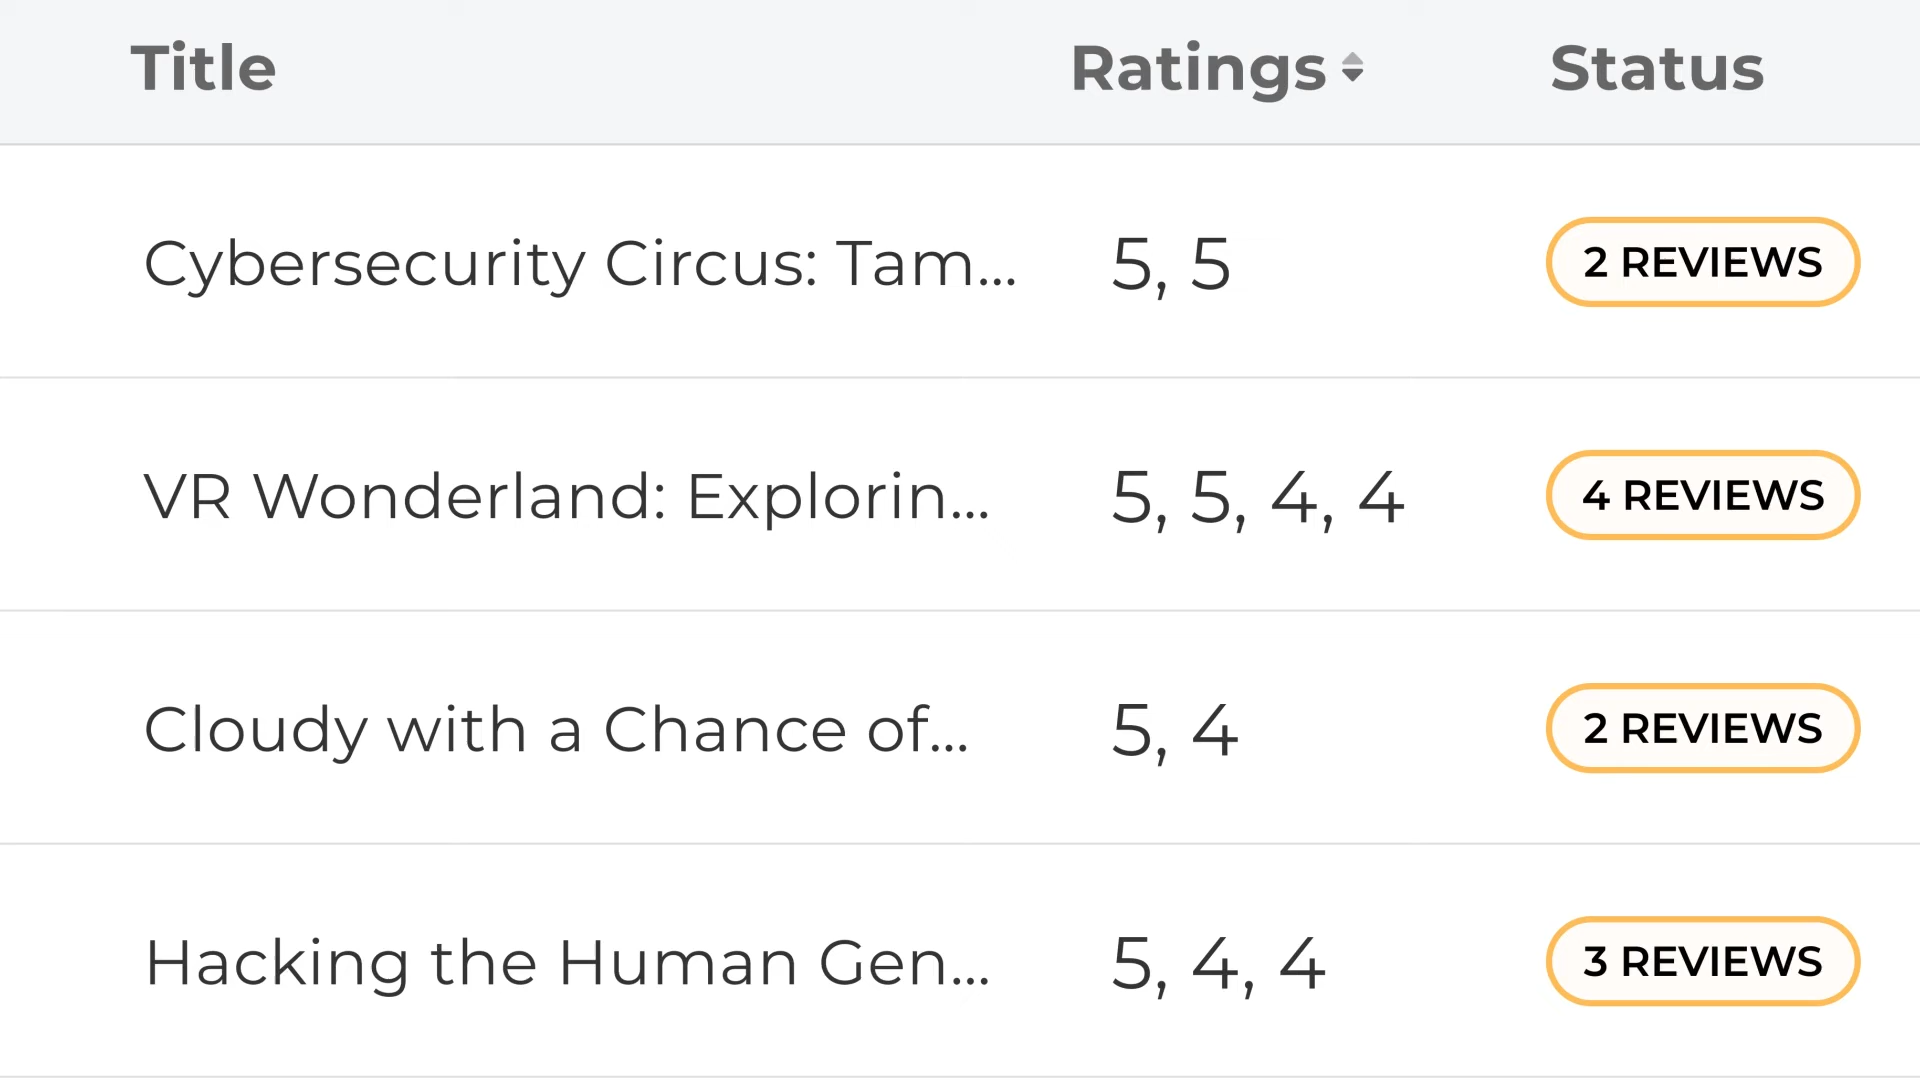 Title Ratings Status
Cybersecurity Circus: Tam... 5, 5 2 REVIEWS
VR Wonderland: Explorin... 5, 5, 4, 4 4 REVIEWS
Cloudy with a Chance of... 5, 4 2 REVIEWS
Hacking the Human Gen... 5, 4, 4 3 REVIEWS